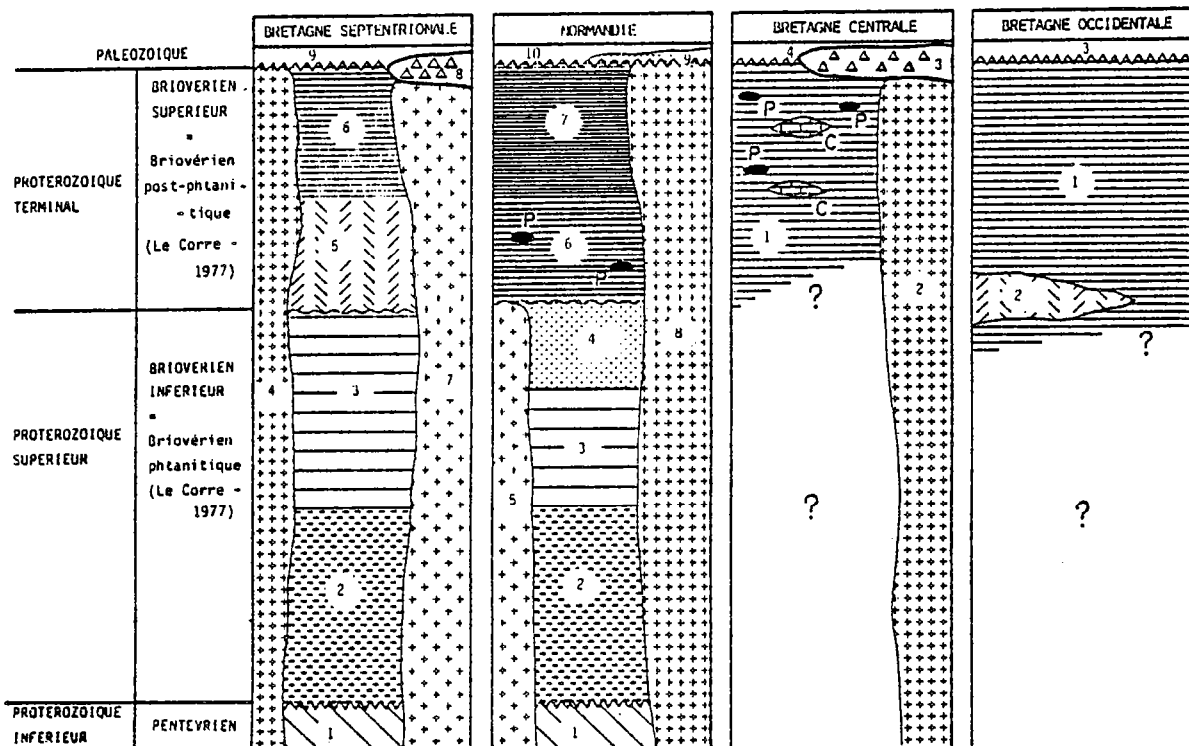 BRETAGNE SEPTENTRIONALE
NORMANDIE
BRETAGNE CENTRALE
BRETAGNE OCCIDENTALE
PALEOZOIQUE
9
8
10
9
4
3
3
PROTEROZOIQUE
TERMINAL
BRIOVERIEN
SUPERIEUR
=
Briovérien
post-phtani-
-tique
(Le Corre -
1977)
6
5
7
P
6
P
P
P
C
P
C
1
?
2
1
2
?
PROTEROZOIQUE
SUPERIEUR
BRIOVERIEN
INFERIEUR
=
Briovérien
phtanitique
(Le Corre -
1977)
4
3
7
2
4
8
3
5
2
?
?
PROTEROZOIQUE
INFERIEUR
PENTEVRIEN
1
1